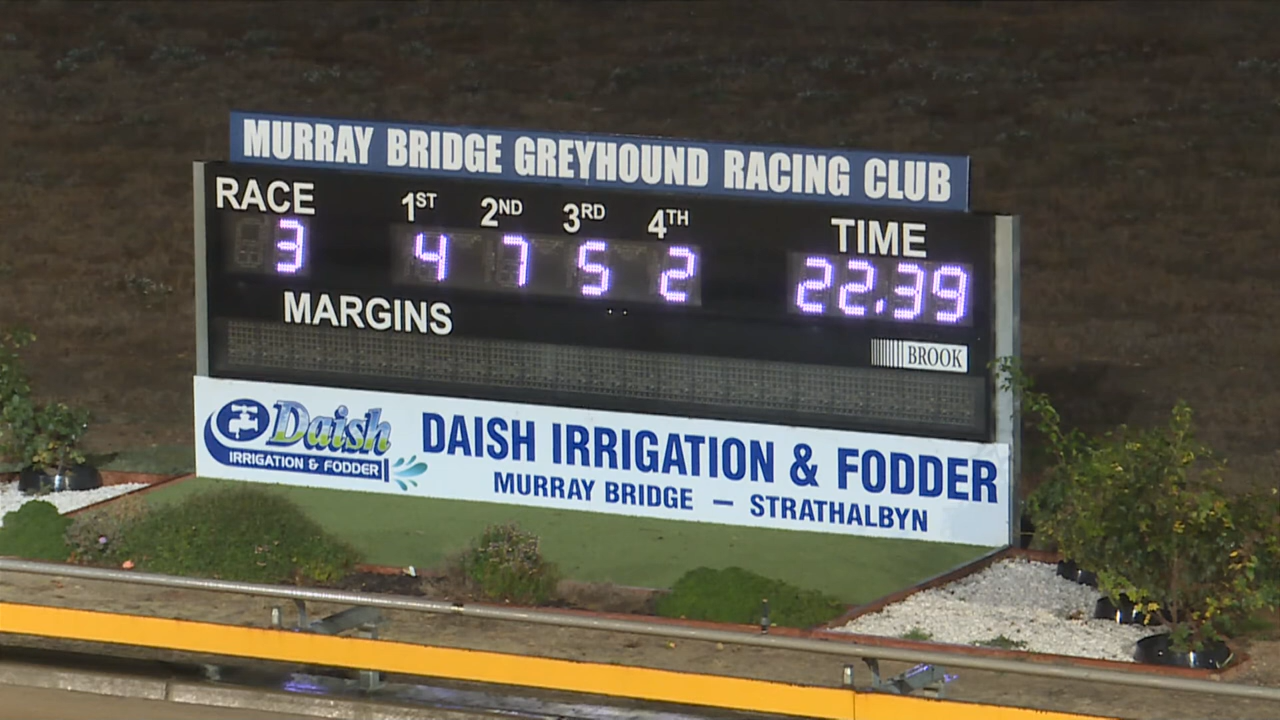 MURRAY BRIDGE GREYHOUND RACING CLUB
RACE 1ST 2ND 3RD 4TH TIME
3 4 7 5 2 22.39
MARGINS
BROOK
Daish
IRRIGATION & FODDER
DAISH IRRIGATION & FODDER
MURRAY BRIDGE – STRATHALBYN